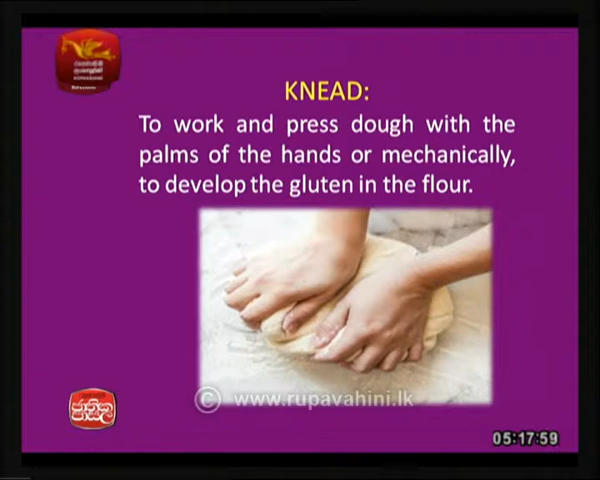 KNEAD:
To work and press dough with the
palms of the hands or mechanically,
to develop the gluten in the flour.
© www.rupavahini.lk
05:17:59